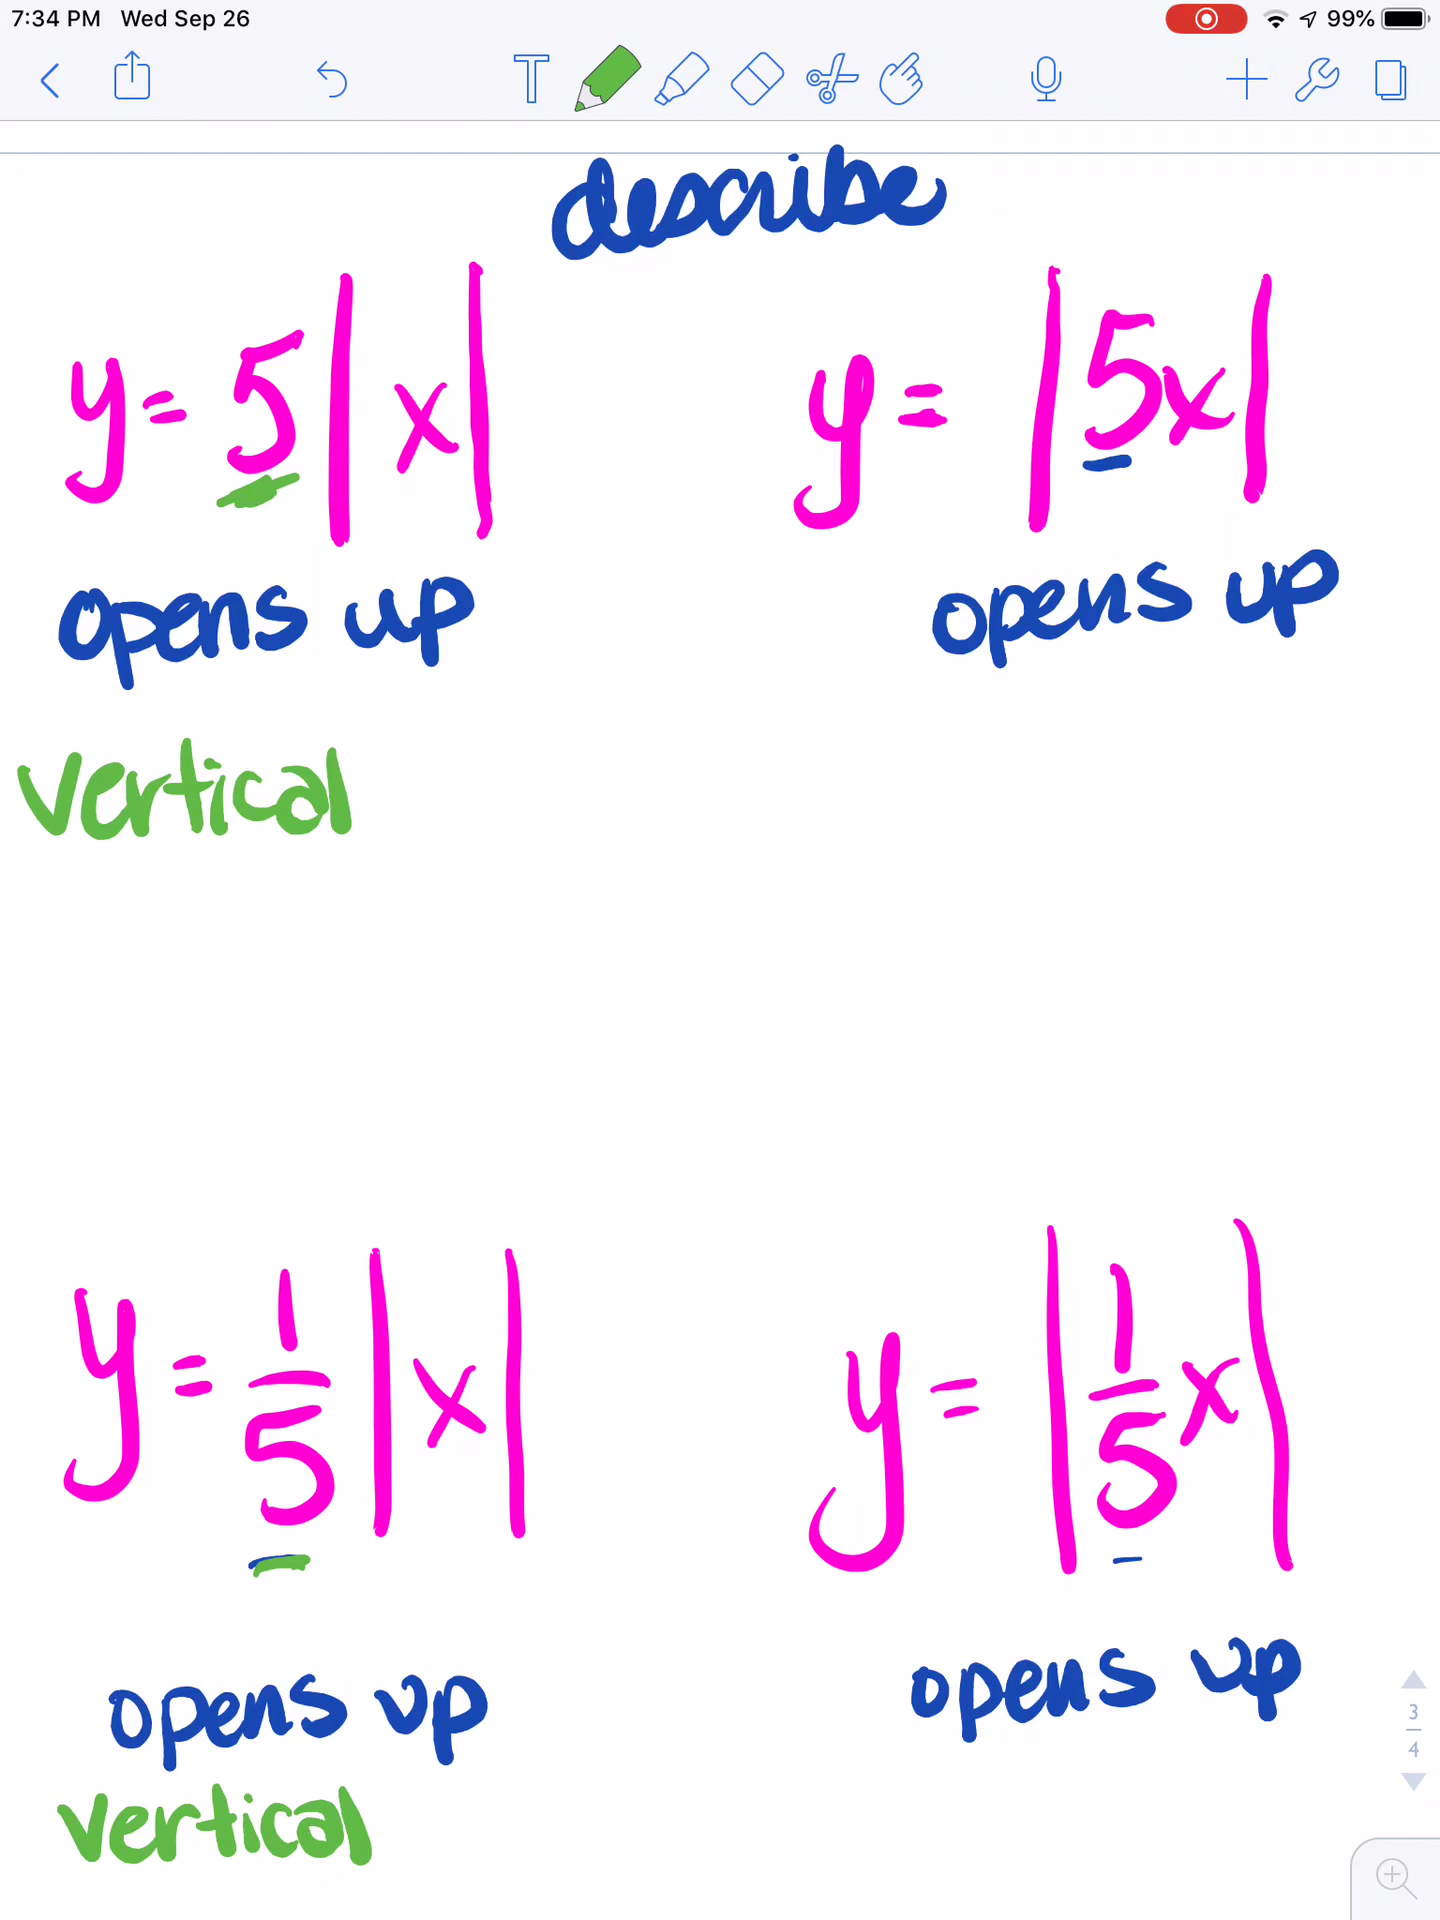 7:34 PM Wed Sep 26 99%
T
describe
y = 5|x|
y = |5x|
opens up
opens up
vertical
y = 1/5|x|
y = |1/5x|
opens up
opens up
vertical
3
4